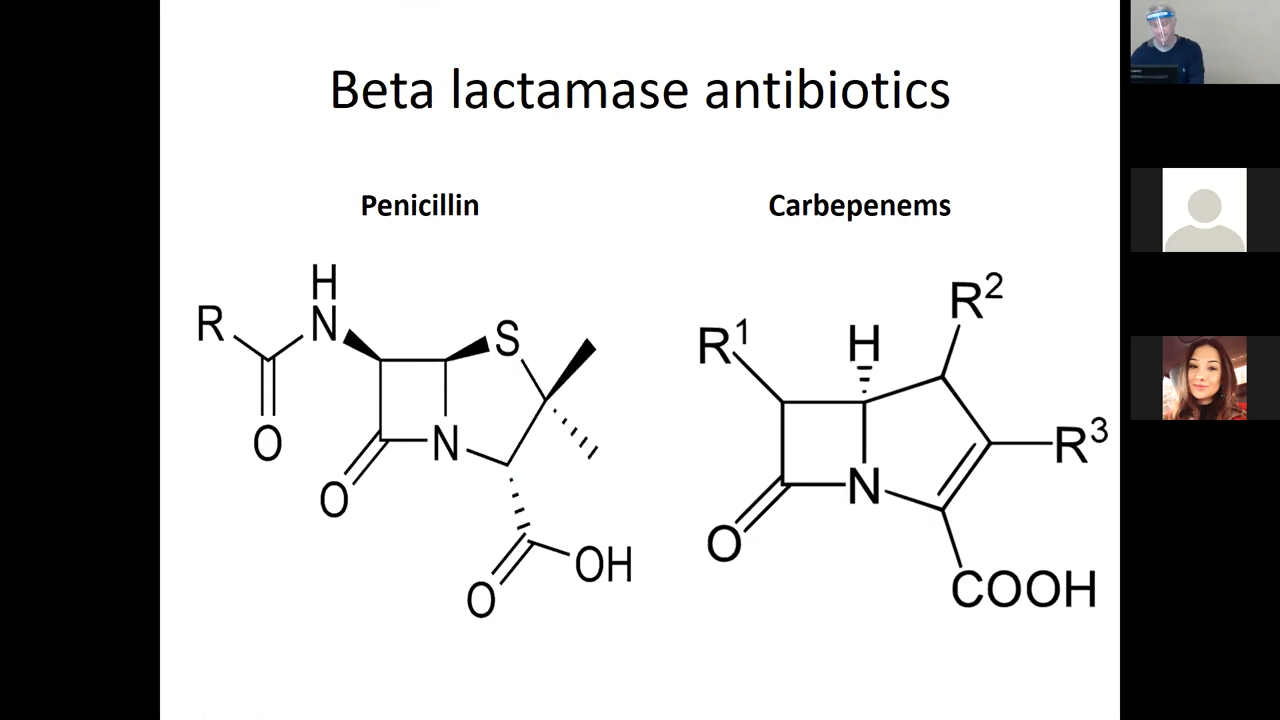 Beta lactamase antibiotics
Penicillin
Carbepenems
H
R
N
S
O
N
O
OH
O
R²
R¹
H
R³
N
O
COOH